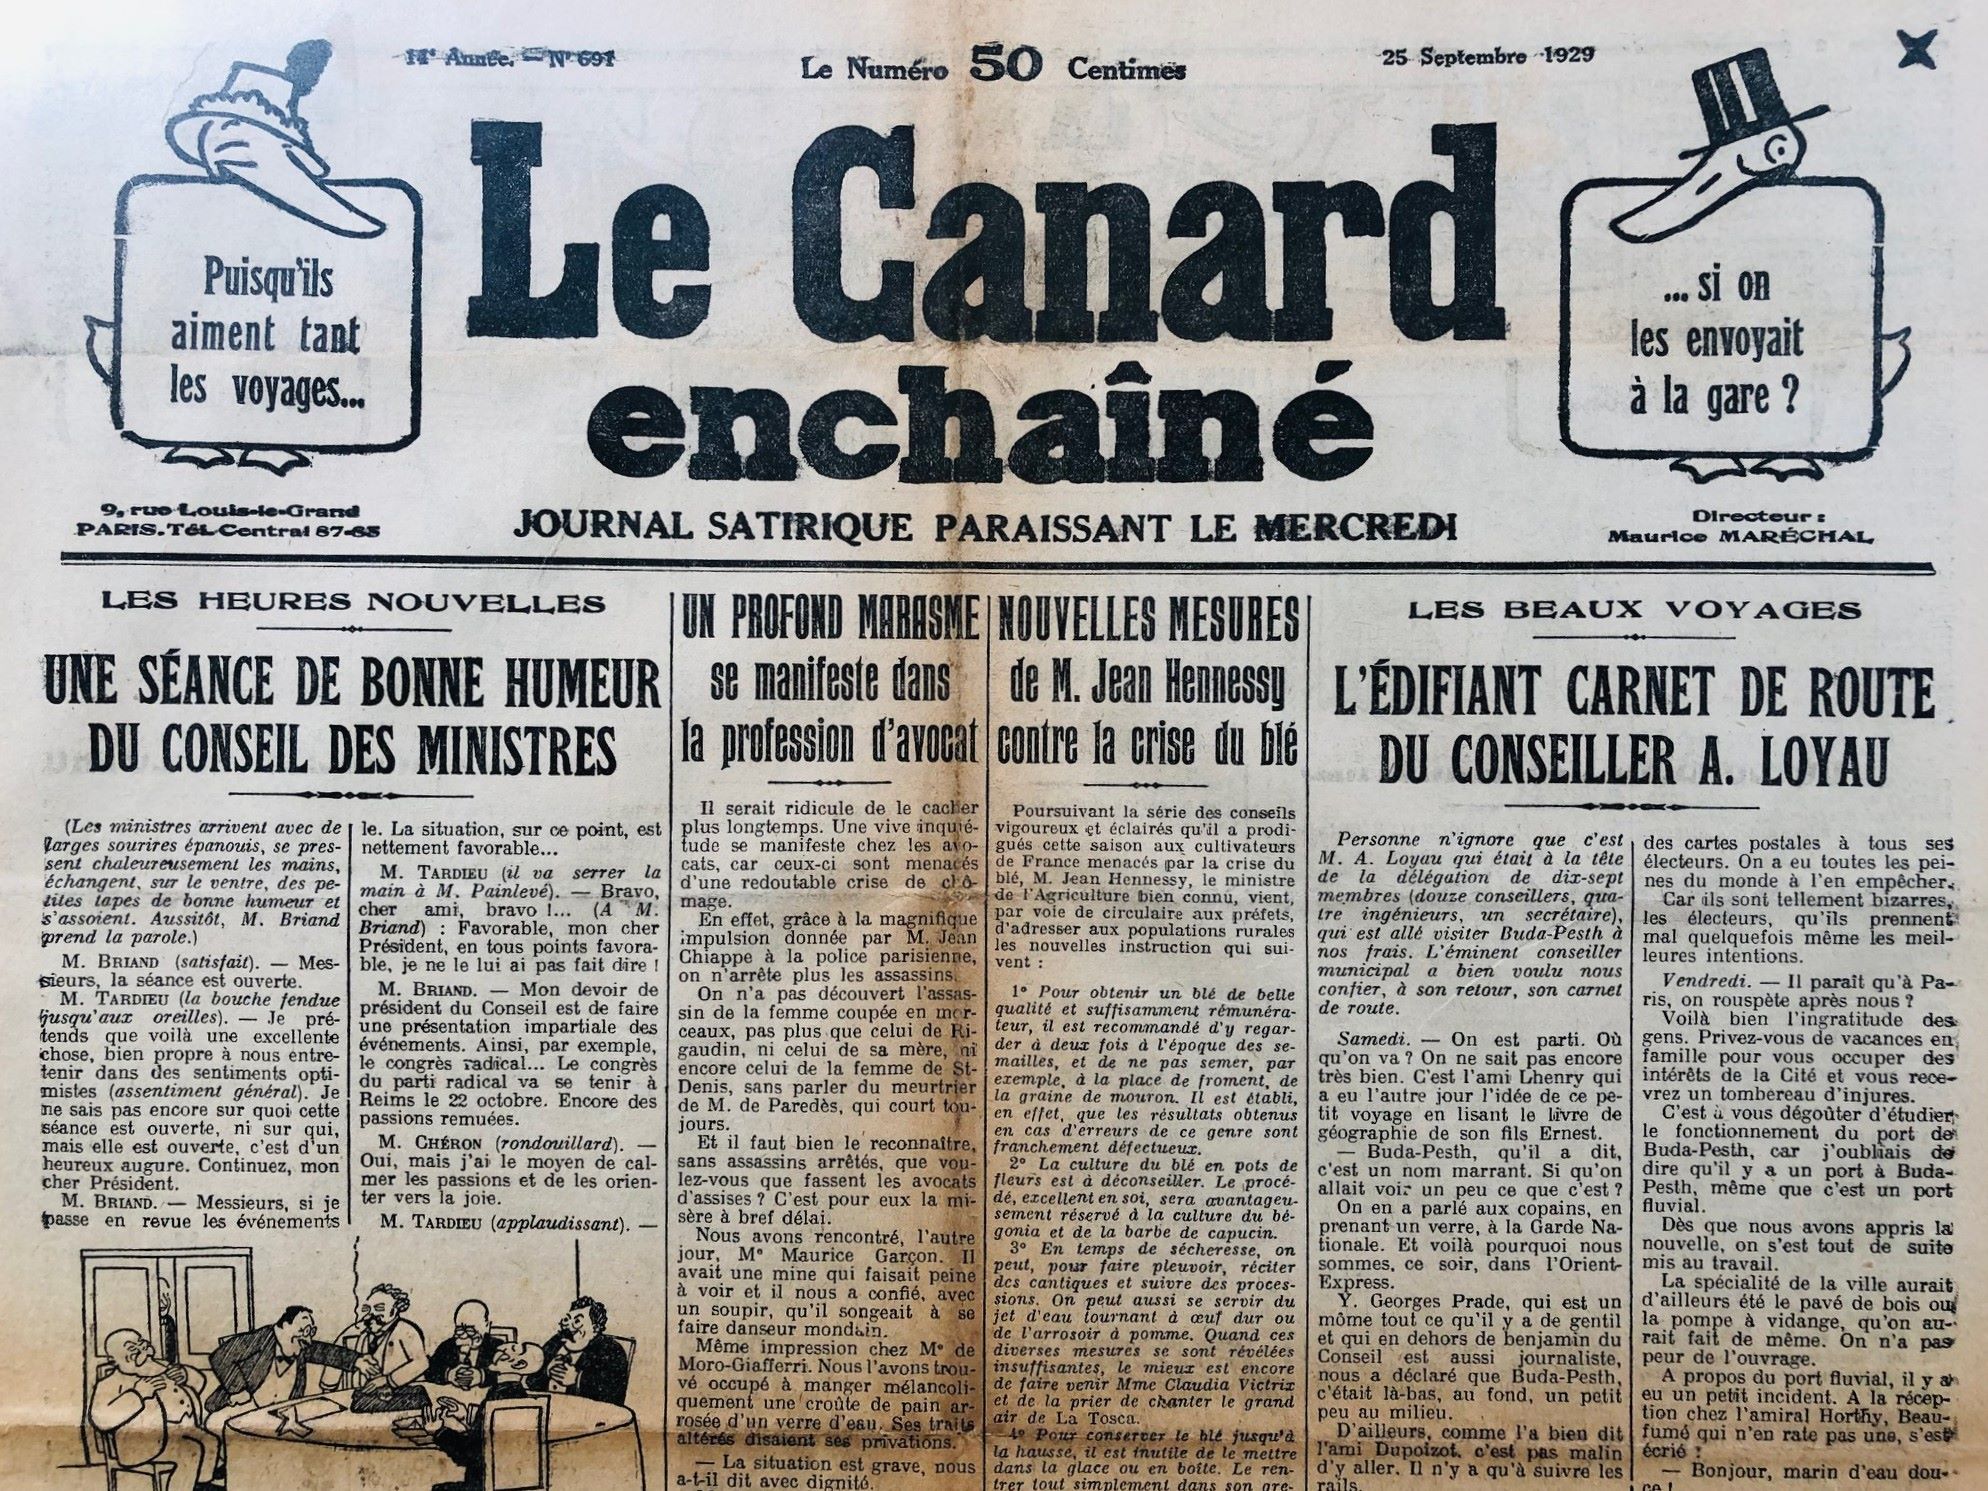 14e Année. — N° 691
Le Numéro 50 Centimes
25 Septembre 1929
Puisqu'ils
aiment tant
les voyages...
Le Canard
enchaîné
... si on
les envoyait
à la gare ?
9, rue Louis-le-Grand
PARIS. Tél. Central 87-65
JOURNAL SATIRIQUE PARAISSANT LE MERCREDI
Directeur :
Maurice MARÉCHAL
LES HEURES NOUVELLES
UNE SÉANCE DE BONNE HUMEUR
DU CONSEIL DES MINISTRES
(Les ministres arrivent avec de
larges sourires épanouis, se pres-
sent chaleureusement les mains,
échangent, sur le ventre, des pe-
tites tapes de bonne humeur et
s'assoient. Aussitôt, M. Briand
prend la parole.)
M. BRIAND (satisfait). — Mes-
sieurs, la séance est ouverte.
M. TARDIEU (la bouche fendue
jusqu'aux oreilles). — Je pré-
tends que voilà une excellente
chose, bien propre à nous entre-
tenir dans des sentiments opti-
mistes (assentiment général). Je
ne sais pas encore sur quoi cette
séance est ouverte, ni sur qui,
mais elle est ouverte, c'est d'un
heureux augure. Continuez, mon
cher Président.
M. BRIAND. — Messieurs, si je
passe en revue les événements
le. La situation, sur ce point, est
nettement favorable...
M. TARDIEU (il va serrer la
main à M. Painlevé). — Bravo,
cher ami, bravo !... (A M.
Briand) : Favorable, mon cher
Président, en tous points favora-
ble, je ne le lui ai pas fait dire !
M. BRIAND. — Mon devoir de
président du Conseil est de faire
une présentation impartiale des
événements. Ainsi, par exemple,
le congrès radical... Le congrès
du parti radical va se tenir à
Reims le 22 octobre. Encore des
passions remuées.
M. CHÉRON (rondouillard). —
Oui, mais j'ai le moyen de cal-
mer les passions et de les orien-
ter vers la joie.
M. TARDIEU (applaudissant). —
UN PROFOND MARASME
se manifeste dans
la profession d'avocat
Il serait ridicule de le cacher
plus longtemps. Une vive inquié-
tude se manifeste chez les avo-
cats, car ceux-ci sont menacés
d'une redoutable crise de chô-
mage.
En effet, grâce à la magnifique
impulsion donnée par M. Jean
Chiappe à la police parisienne,
on n'arrête plus les assassins.
On n'a pas découvert l'assas-
sin de la femme coupée en mor-
ceaux, pas plus que celui de Ri-
gaudin, ni celui de sa mère, ni
encore celui de la femme de St-
Denis, sans parler du meurtrier
de M. de Paredès, qui court tou-
jours.
Et il faut bien le reconnaître,
sans assassins arrêtés, que vou-
lez-vous que fassent les avocats
d'assises ? C'est pour eux la mi-
sère à bref délai.
Nous avons rencontré, l'autre
jour, Me Maurice Garçon. Il
avait une mine qui faisait peine
à voir et il nous a confié, avec
un soupir, qu'il songeait à se
faire danseur mondain.
Même impression chez Me de
Moro-Giafferri. Nous l'avons trou-
vé occupé à manger mélancoli-
quement une croûte de pain ar-
rosée d'un verre d'eau. Ses traits
altérés disaient ses privations.
— La situation est grave, nous
a-t-il dit avec dignité.
NOUVELLES MESURES
de M. Jean Hennessy
contre la crise du blé
Poursuivant la série des conseils
vigoureux et éclairés qu'il a prodi-
gués cette saison aux cultivateurs
de France menacés par la crise du
blé, M. Jean Hennessy, le ministre
de l'Agriculture bien connu, vient,
par voie de circulaire aux préfets,
d'adresser aux populations rurales
les nouvelles instruction qui sui-
vent :
1° Pour obtenir un blé de belle
qualité et suffisamment rémunéra-
teur, il est recommandé d'y regar-
der à deux fois à l'époque des se-
mailles, et de ne pas semer, par
exemple, à la place de froment, de
la graine de mouron. Il est établi,
en effet, que les résultats obtenus
en cas d'erreurs de ce genre sont
franchement défectueux.
2° La culture du blé en pots de
fleurs est à déconseiller. Le procé-
dé, excellent en soi, sera avantageu-
sement réservé à la culture du bé-
gonia et de la barbe de capucin.
3° En temps de sécheresse, on
peut, pour faire pleuvoir, réciter
des cantiques et suivre des proces-
sions. On peut aussi se servir du
jet d'eau tournant à œuf dur ou
de l'arrosoir à pomme. Quand ces
diverses mesures se sont révélées
insuffisantes, le mieux est encore
de faire venir Mme Claudia Victrix
et de la prier de chanter le grand
air de La Tosca.
4° Pour conserver le blé jusqu'à
la hausse, il est inutile de le mettre
dans la glace ou en boîte. Le ren-
trer tout simplement dans son gre-
LES BEAUX VOYAGES
L'ÉDIFIANT CARNET DE ROUTE
DU CONSEILLER A. LOYAU
Personne n'ignore que c'est
M. A. Loyau qui était à la tête
de la délégation de dix-sept
membres (douze conseillers, qua-
tre ingénieurs, un secrétaire),
qui est allé visiter Buda-Pesth à
nos frais. L'éminent conseiller
municipal a bien voulu nous
confier, à son retour, son carnet
de route.
Samedi. — On est parti. Où
qu'on va ? On ne sait pas encore
très bien. C'est l'ami Lhenry qui
a eu l'autre jour l'idée de ce pe-
tit voyage en lisant le livre de
géographie de son fils Ernest.
— Buda-Pesth, qu'il a dit,
c'est un nom marrant. Si qu'on
allait voir un peu ce que c'est ?
On en a parlé aux copains, en
prenant un verre, à la Garde Na-
tionale. Et voilà pourquoi nous
sommes, ce soir, dans l'Orient-
Express.
Y. Georges Prade, qui est un
môme tout ce qu'il y a de gentil
et qui en dehors de benjamin du
Conseil est aussi journaliste,
nous a déclaré que Buda-Pesth,
c'était là-bas, au fond, un petit
peu au milieu.
D'ailleurs, comme l'a bien dit
l'ami Dupoizot, c'est pas malin
d'y aller. Il n'y a qu'à suivre les
rails.
des cartes postales à tous ses
électeurs. On a eu toutes les pei-
nes du monde à l'en empêcher.
Car ils sont tellement bizarres,
les électeurs, qu'ils prennent
mal quelquefois même les meil-
leures intentions.
Vendredi. — Il paraît qu'à Pa-
ris, on rouspète après nous ?
Voilà bien l'ingratitude des
gens. Privez-vous de vacances en
famille pour vous occuper des
intérêts de la Cité et vous rece-
vrez un tombereau d'injures.
C'est à vous dégoûter d'étudier
le fonctionnement du port de
Buda-Pesth, car j'oubliais de
dire qu'il y a un port à Buda-
Pesth, même que c'est un port
fluvial.
Dès que nous avons appris la
nouvelle, on s'est tout de suite
mis au travail.
La spécialité de la ville aurait
d'ailleurs été le pavé de bois ou
la pompe à vidange, qu'on au-
rait fait de même. On n'a pas
peur de l'ouvrage.
A propos du port fluvial, il y a
eu un petit incident. A la récep-
tion chez l'amiral Horthy, Beau-
fumé qui n'en rate pas une, s'est
écrié :
— Bonjour, marin d'eau dou-
ce !